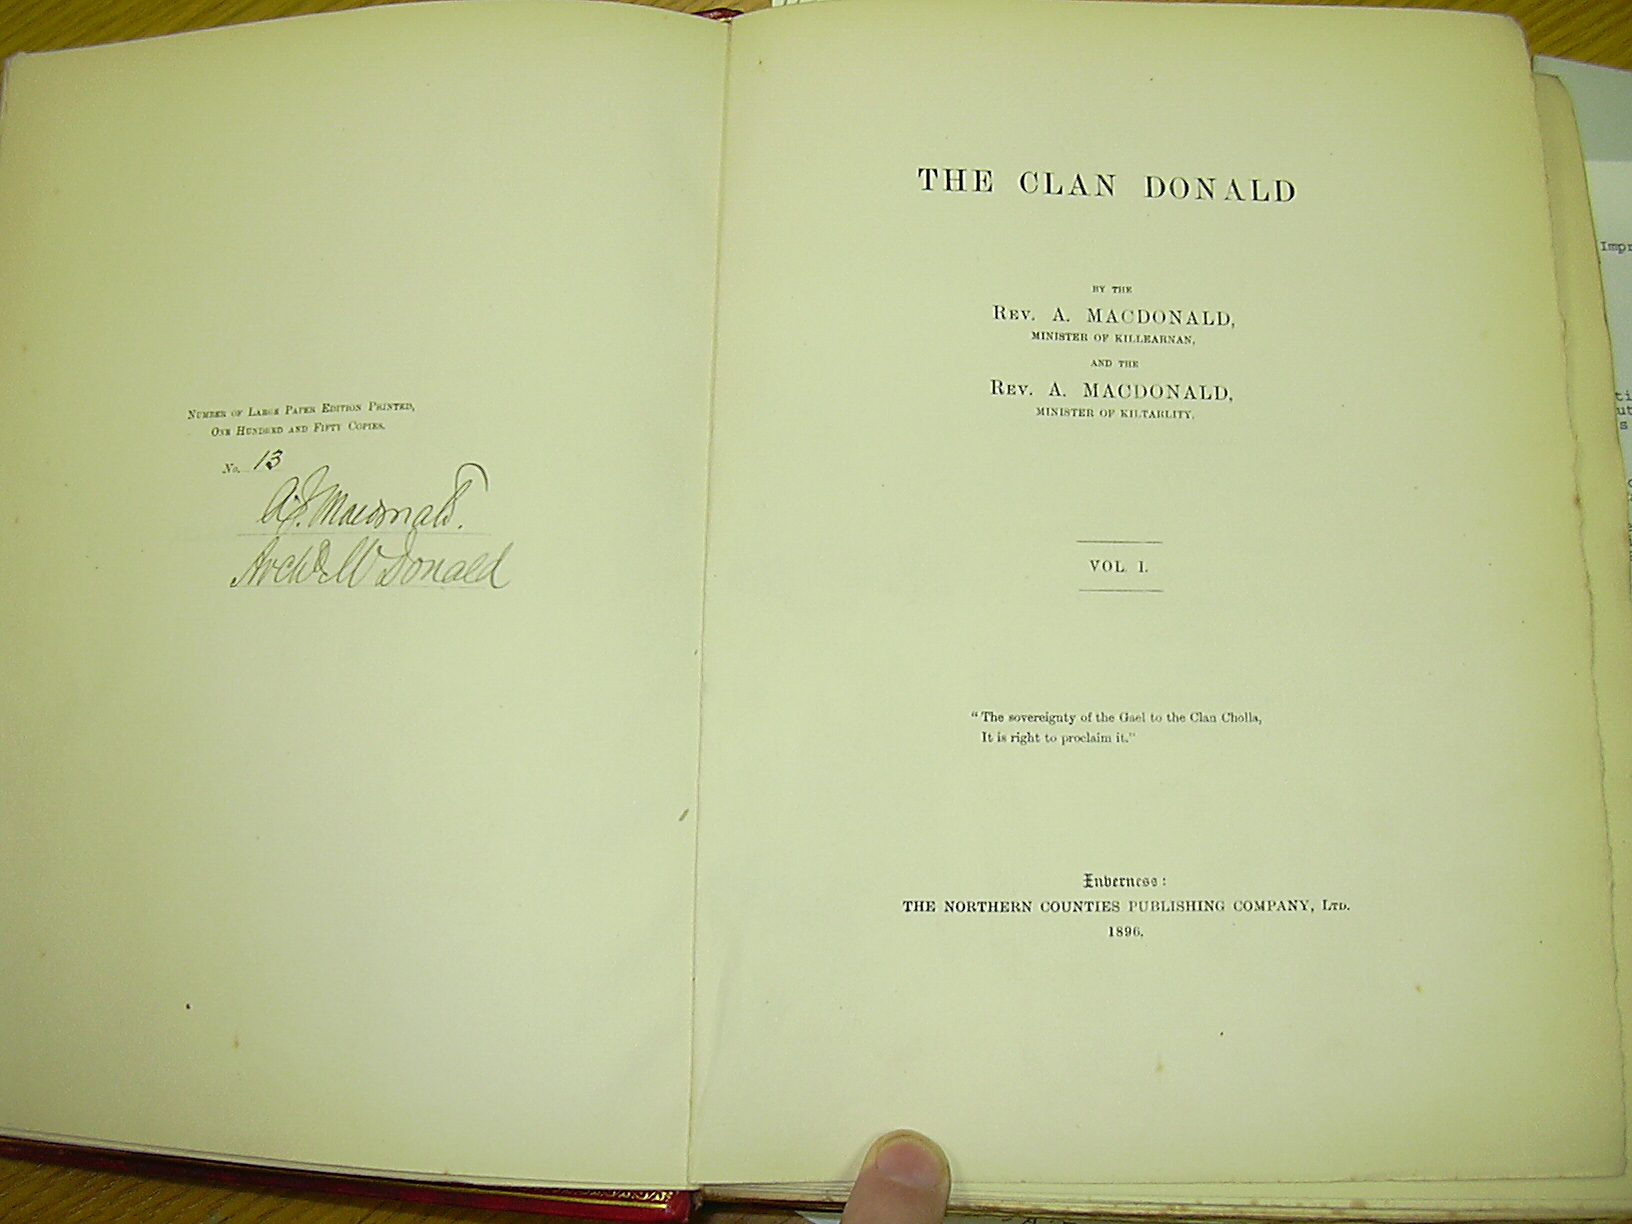 NUMBER OF LARGE PAPER EDITION PRINTED,
ONE HUNDRED AND FIFTY COPIES.
No. 13
A. J. Macdonald.
Archd McDonald
THE CLAN DONALD
BY THE
REV. A. MACDONALD,
MINISTER OF KILLEARNAN,
AND THE
REV. A. MACDONALD,
MINISTER OF KILTARLITY.
VOL. I.
"The sovereignty of the Gael to the Clan Cholla,
It is right to proclaim it."
Inverness:
THE NORTHERN COUNTIES PUBLISHING COMPANY, LTD.
1896.
Impr